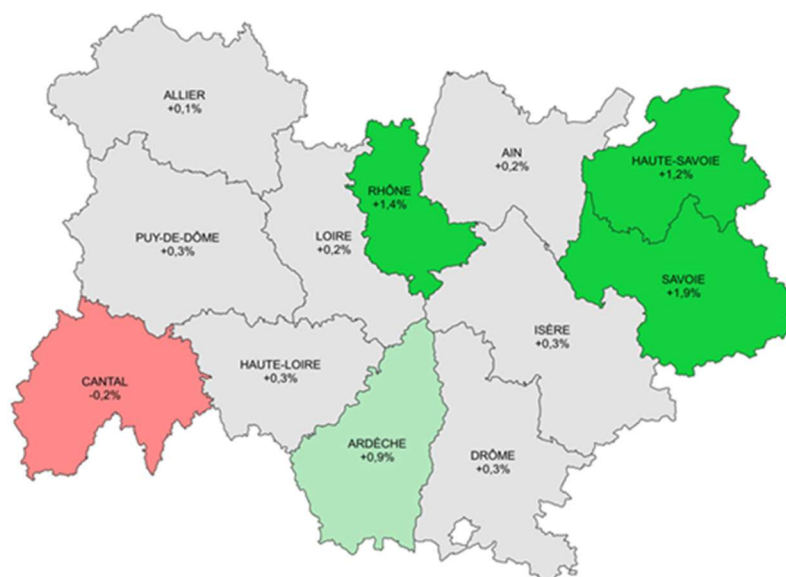 ALLIER
+0,1%
AIN
+0,2%
HAUTE-SAVOIE
+1,2%
RHÔNE
+1,4%
PUY-DE-DÔME
+0,3%
LOIRE
+0,2%
SAVOIE
+1,9%
ISÈRE
+0,3%
HAUTE-LOIRE
+0,3%
CANTAL
-0,2%
ARDÈCHE
+0,9%
DRÔME
+0,3%